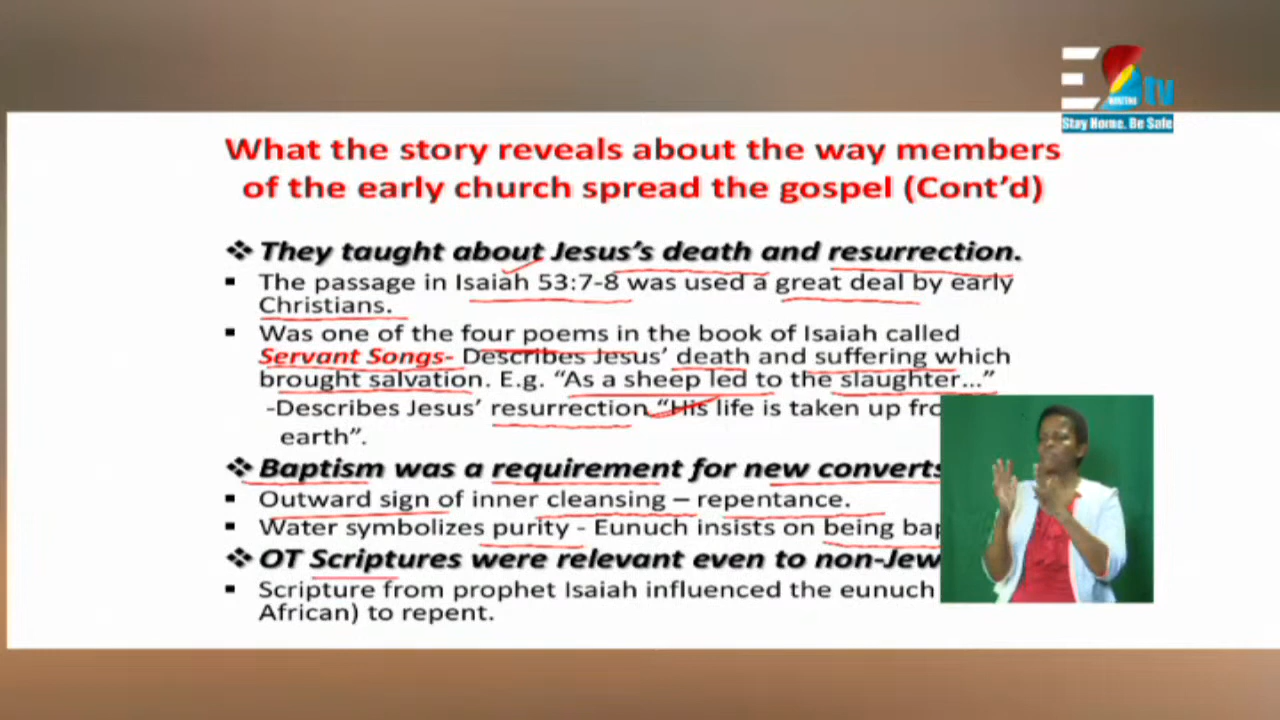 E tv
Stay Home. Be Safe
What the story reveals about the way members
of the early church spread the gospel (Cont’d)
❖ They taught about Jesus’s death and resurrection.
▪ The passage in Isaiah 53:7-8 was used a great deal by early
Christians.
▪ Was one of the four poems in the book of Isaiah called
Servant Songs- Describes Jesus’ death and suffering which
brought salvation. E.g. “As a sheep led to the slaughter…”
-Describes Jesus’ resurrection “His life is taken up
earth”.
❖ Baptism was a requirement for new converts
▪ Outward sign of inner cleansing – repentance.
▪ Water symbolizes purity - Eunuch insists on being
❖ OT Scriptures were relevant even to
▪ Scripture from prophet Isaiah influenced the eunuch
African) to repent.